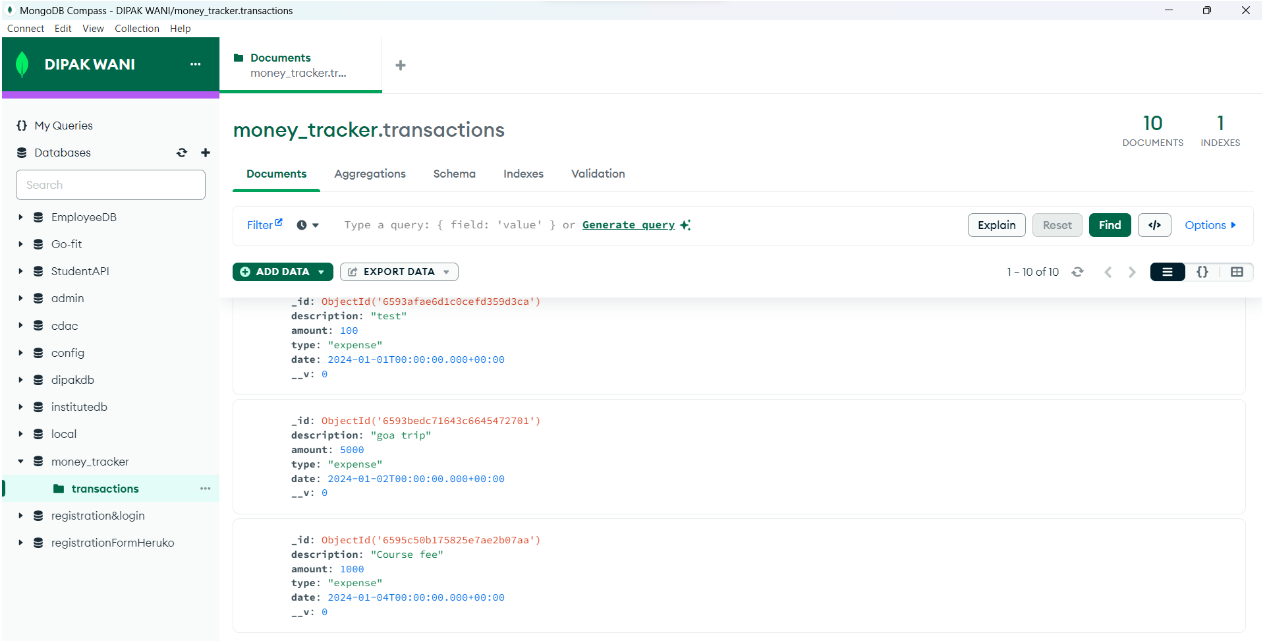 MongoDB Compass - DIPAK WANI/money_tracker.transactions
Connect Edit View Collection Help
DIPAK WANI
My Queries
Databases
Search
EmployeeDB
Go-fit
StudentAPI
admin
cdac
config
dipakdb
institutedb
local
money_tracker
transactions
registration&login
registrationFormHeruko
Documents
money_tracker.tr...
money_tracker.transactions
10
DOCUMENTS
1
INDEXES
Documents Aggregations Schema Indexes Validation
Filter Type a query: { field: 'value' } or Generate query Explain Reset Find </> Options
ADD DATA EXPORT DATA 1 – 10 of 10 {}
_id: ObjectId('6593afae6d1c0cefd359d3ca')
description: "test"
amount: 100
type: "expense"
date: 2024-01-01T00:00:00.000+00:00
__v: 0
_id: ObjectId('6593bedc71643c6645472701')
description: "goa trip"
amount: 5000
type: "expense"
date: 2024-01-02T00:00:00.000+00:00
__v: 0
_id: ObjectId('6595c50b175825e7ae2b07aa')
description: "Course fee"
amount: 1000
type: "expense"
date: 2024-01-04T00:00:00.000+00:00
__v: 0